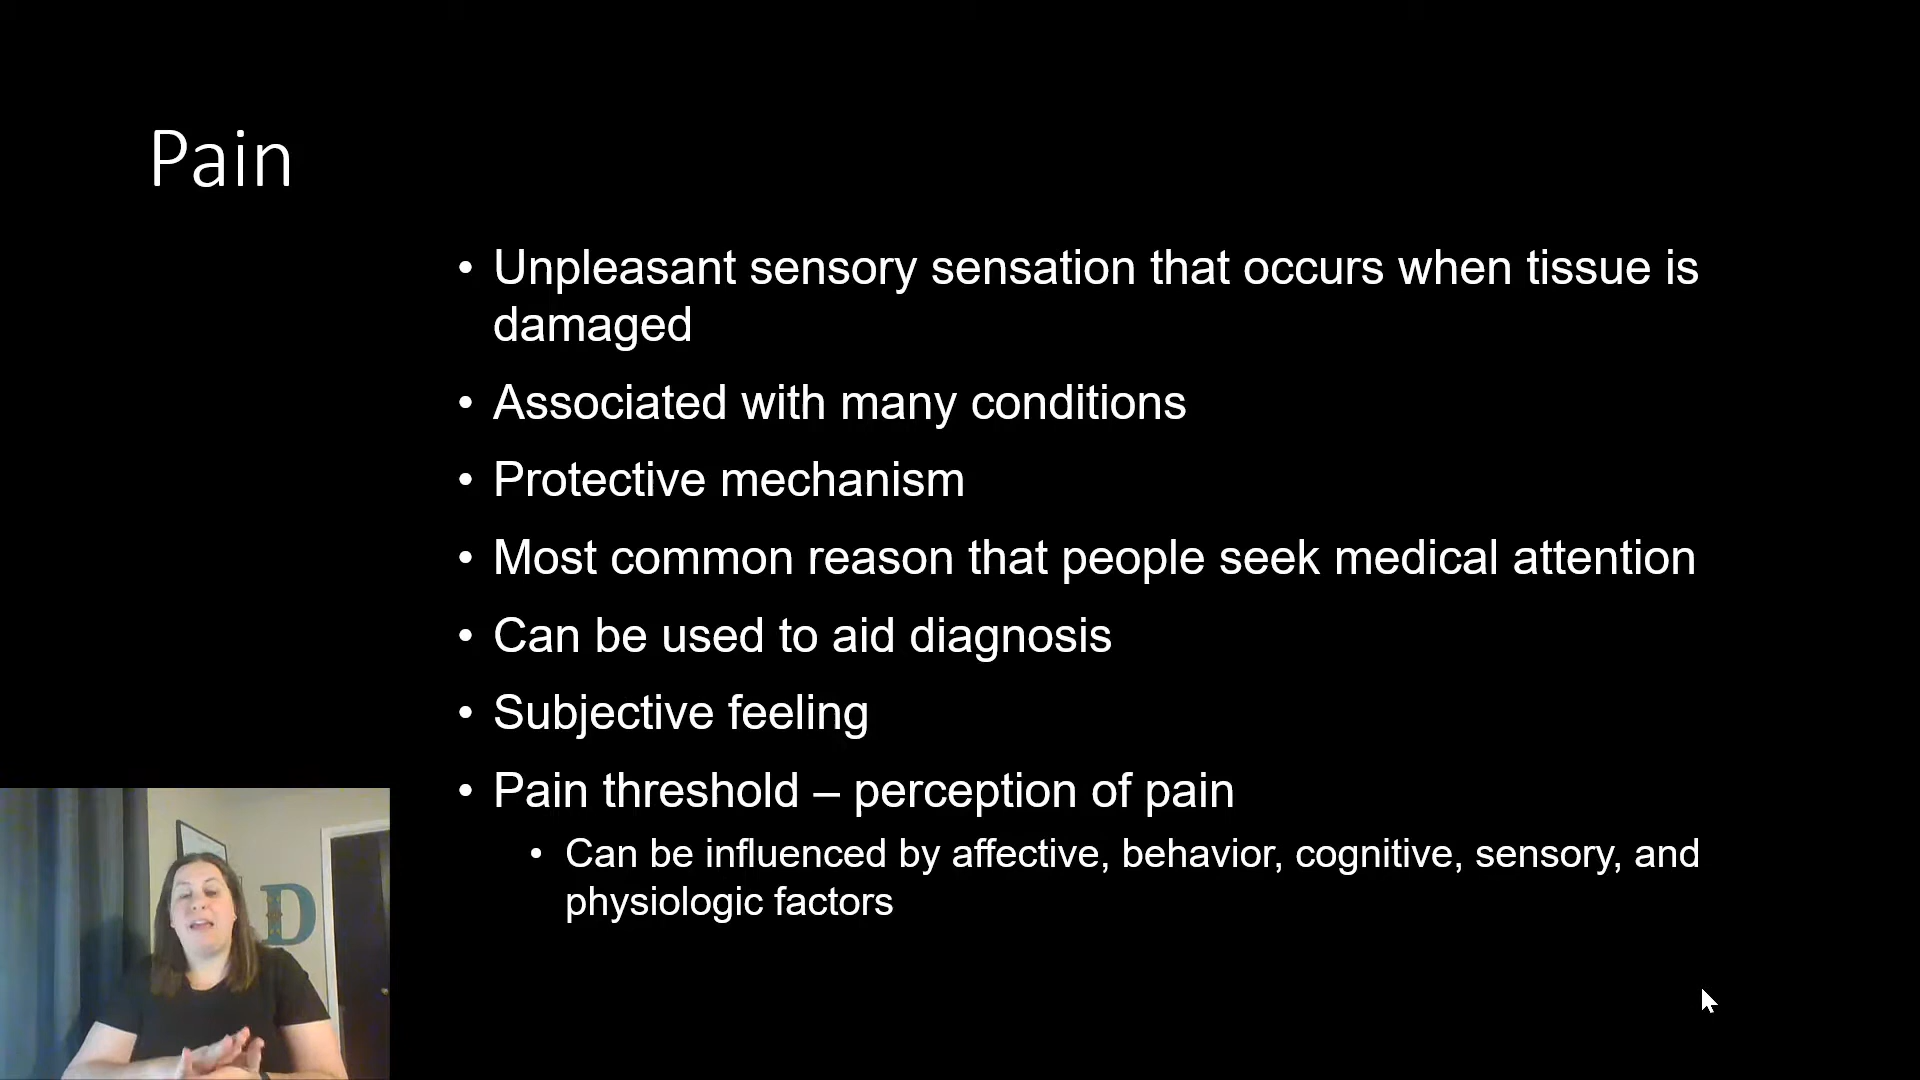 Pain
• Unpleasant sensory sensation that occurs when tissue is
damaged
• Associated with many conditions
• Protective mechanism
• Most common reason that people seek medical attention
• Can be used to aid diagnosis
• Subjective feeling
• Pain threshold – perception of pain
• Can be influenced by affective, behavior, cognitive, sensory, and
physiologic factors
D